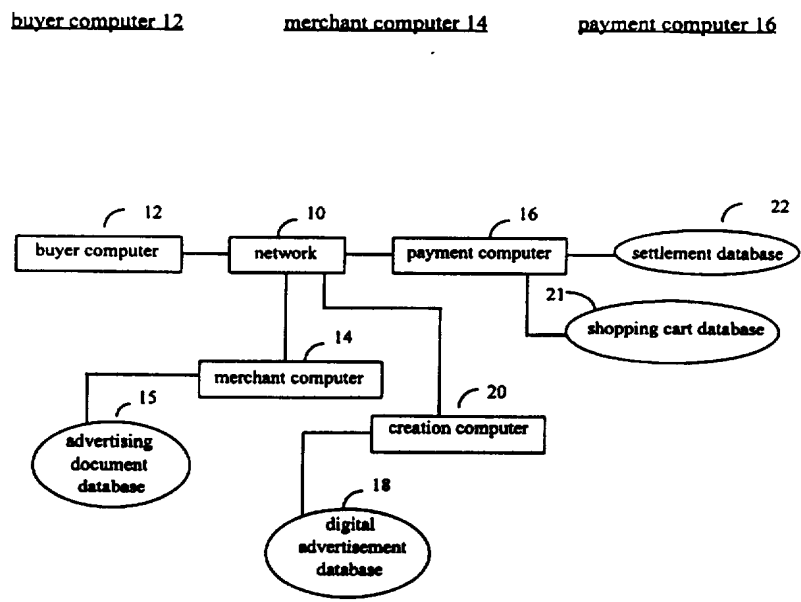 buyer computer 12
merchant computer 14
payment computer 16
12
10
16
22
buyer computer
network
payment computer
settlement database
21
shopping cart database
14
merchant computer
15
20
advertising
document
database
creation computer
18
digital
advertisement
database